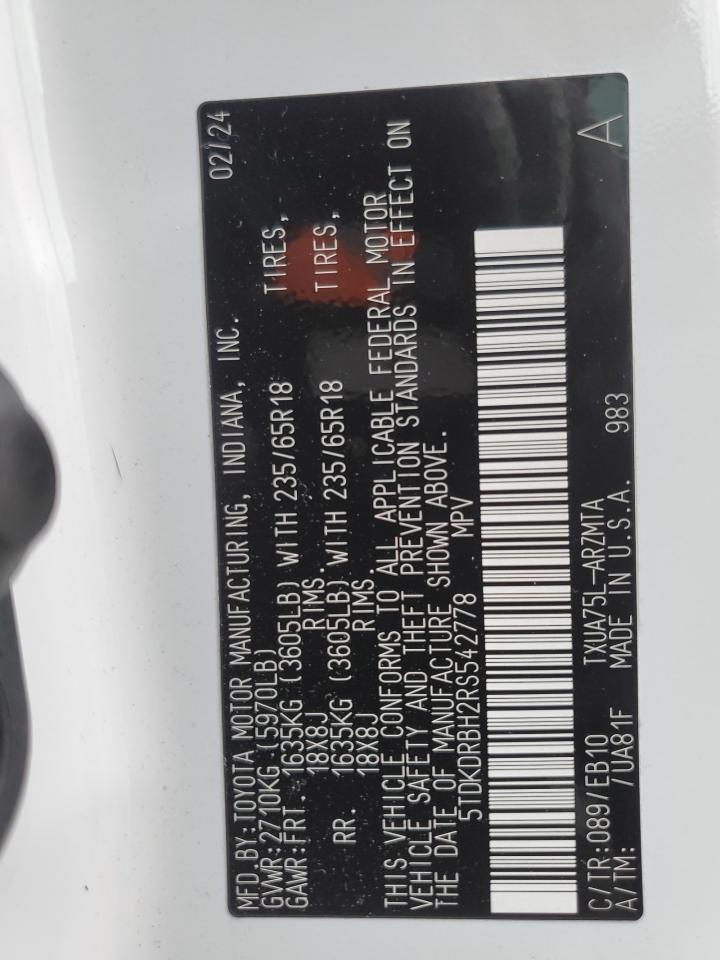 MFD.BY:TOYOTA MOTOR MANUFACTURING, INDIANA, INC. 02/24
GVWR:2710KG (5970LB)
GAWR:FRT. 1635KG (3605LB) WITH 235/65R18 TIRES,
18X8J RIMS.
RR. 1635KG (3605LB) WITH 235/65R18 TIRES,
18X8J RIMS.
THIS VEHICLE CONFORMS TO ALL APPLICABLE FEDERAL MOTOR
VEHICLE SAFETY AND THEFT PREVENTION STANDARDS IN EFFECT ON
THE DATE OF MANUFACTURE SHOWN ABOVE.
5TDKDRBH2RS542778 MPV
C/TR:089/EB10 TXUA75L-ARZMTA A
A/TM: /UA81F MADE IN U.S.A. 983